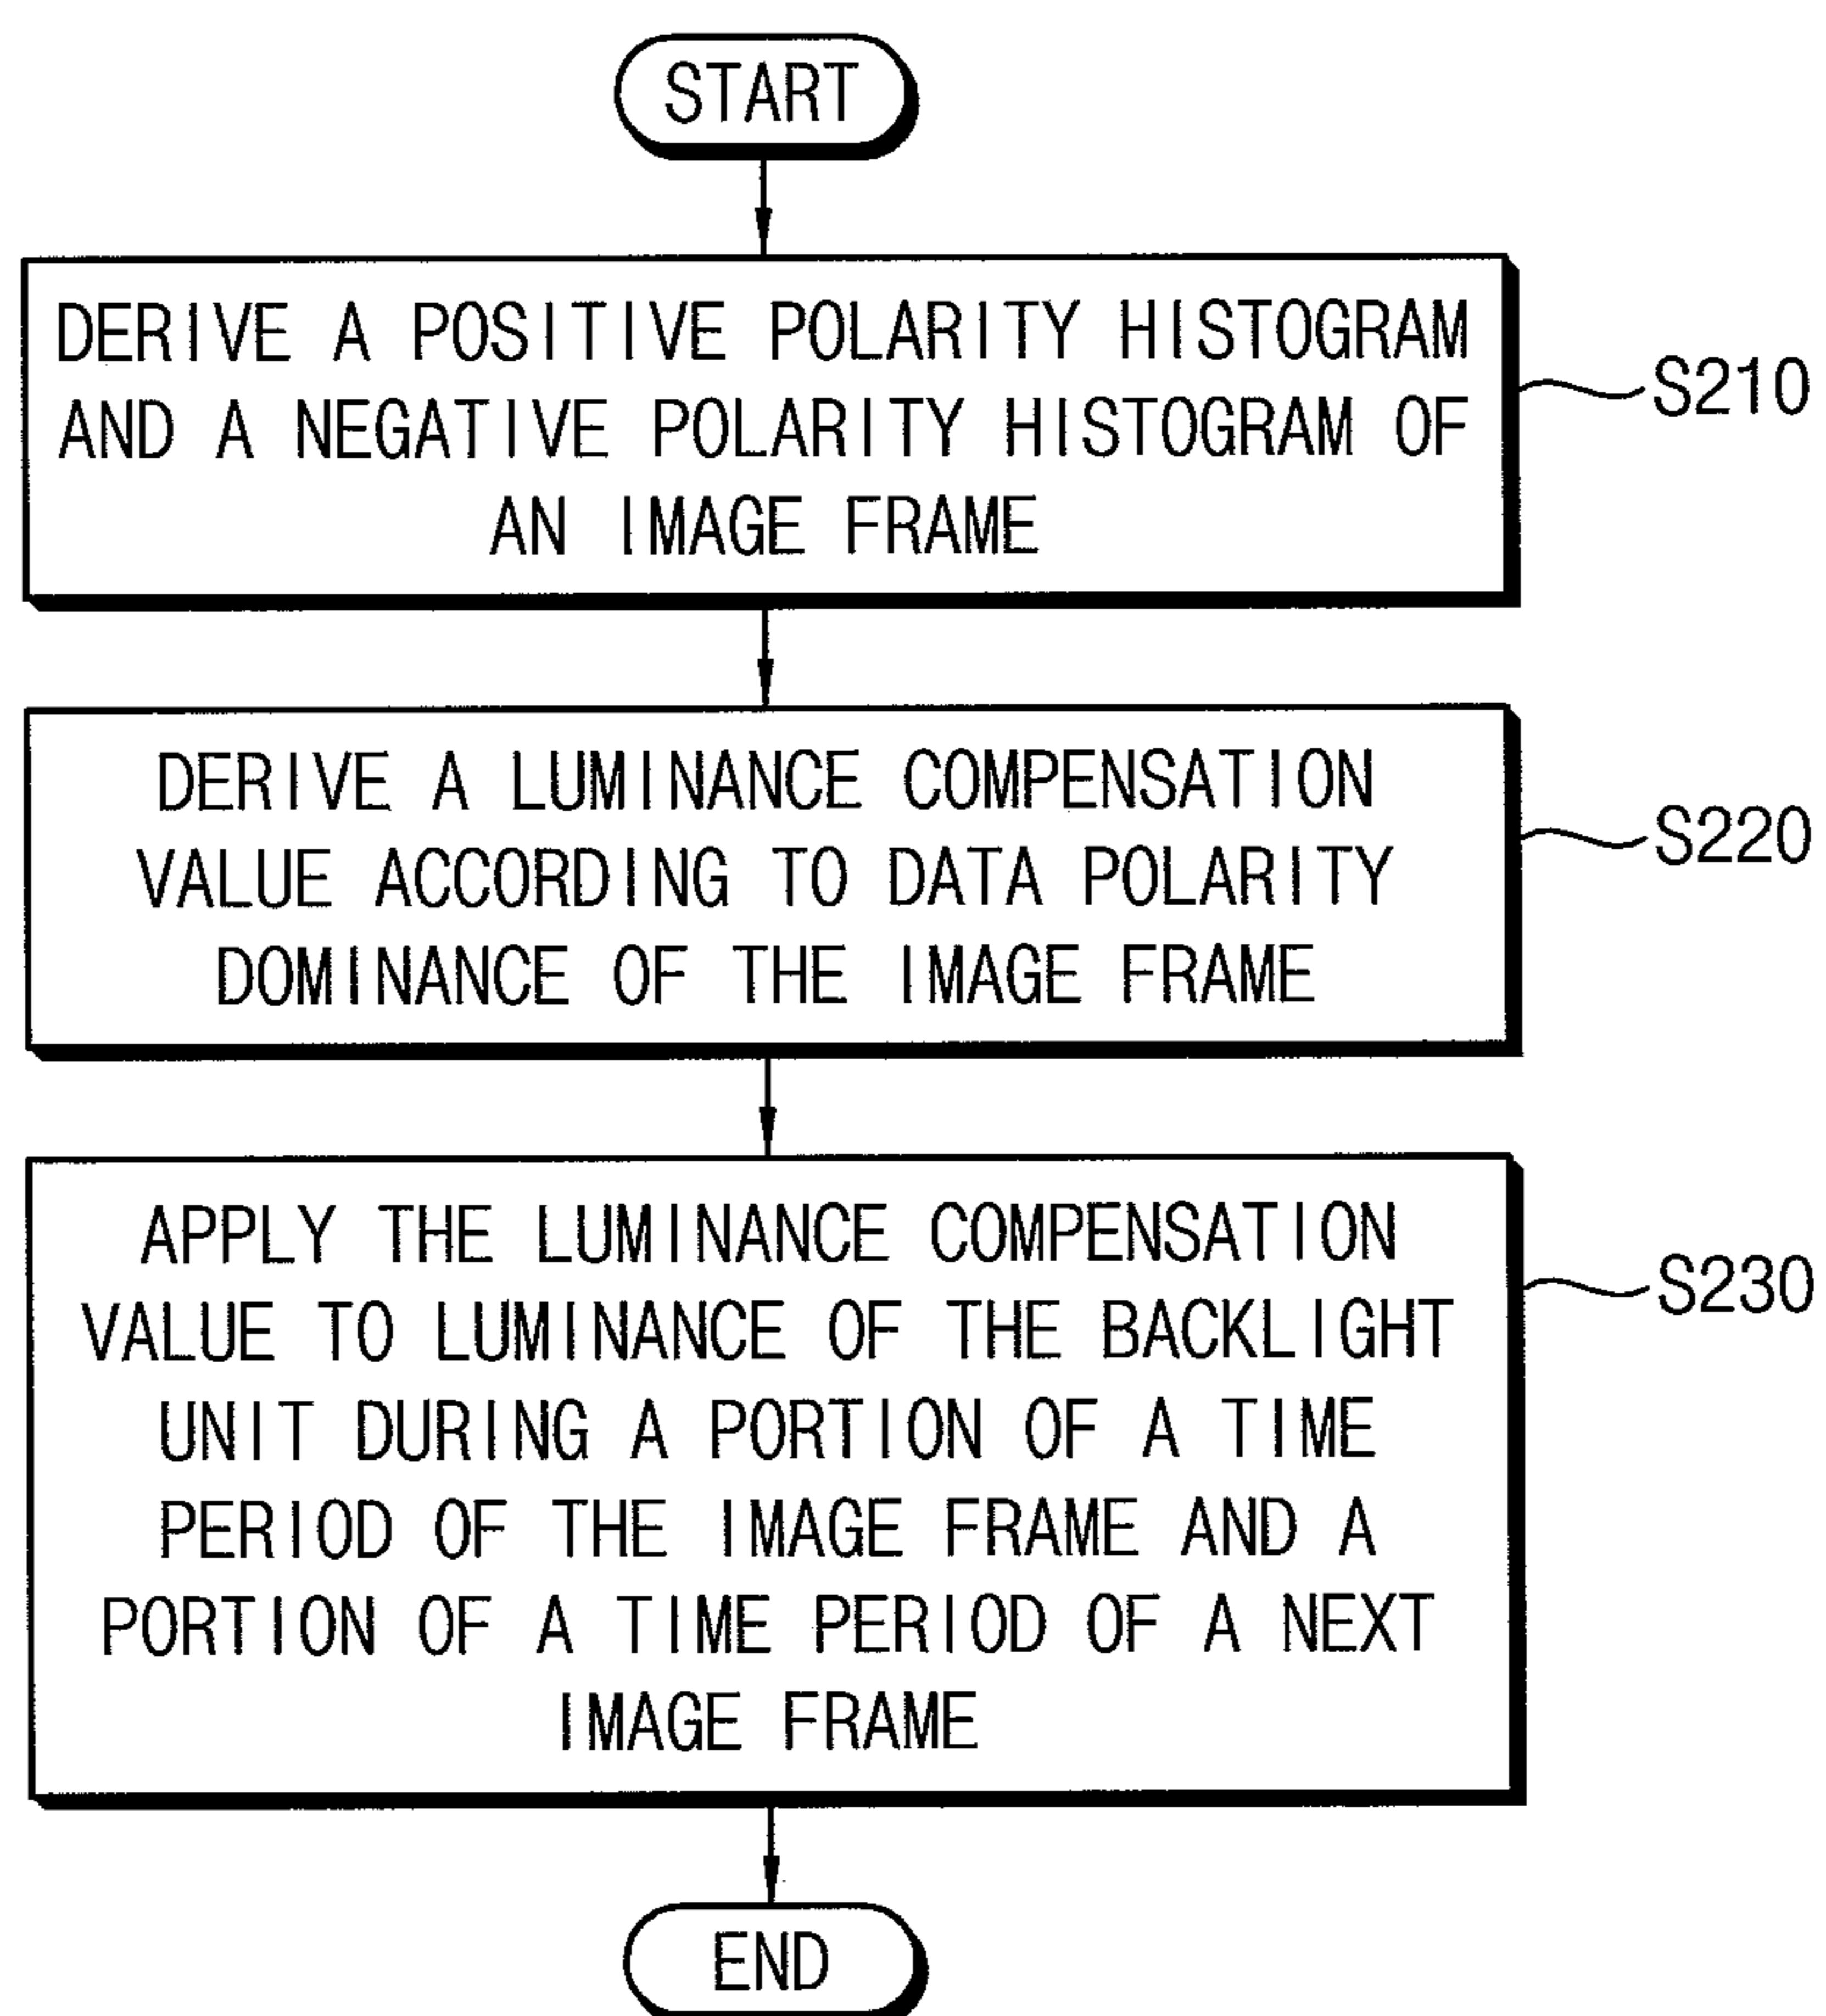 START
DERIVE A POSITIVE POLARITY HISTOGRAM
AND A NEGATIVE POLARITY HISTOGRAM OF
AN IMAGE FRAME
S210
DERIVE A LUMINANCE COMPENSATION
VALUE ACCORDING TO DATA POLARITY
DOMINANCE OF THE IMAGE FRAME
S220
APPLY THE LUMINANCE COMPENSATION
VALUE TO LUMINANCE OF THE BACKLIGHT
UNIT DURING A PORTION OF A TIME
PERIOD OF THE IMAGE FRAME AND A
PORTION OF A TIME PERIOD OF A NEXT
IMAGE FRAME
S230
END